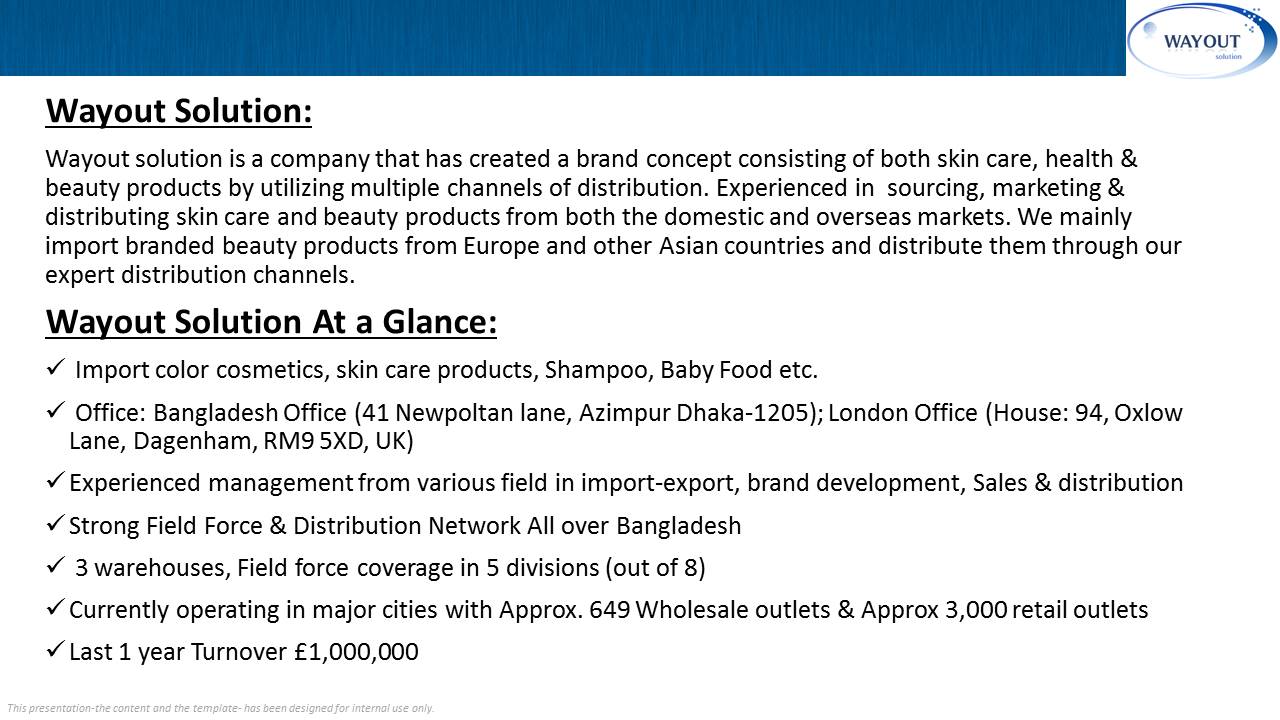 WAYOUT
solution
Wayout Solution:
Wayout solution is a company that has created a brand concept consisting of both skin care, health &
beauty products by utilizing multiple channels of distribution. Experienced in  sourcing, marketing &
distributing skin care and beauty products from both the domestic and overseas markets. We mainly
import branded beauty products from Europe and other Asian countries and distribute them through our
expert distribution channels.
Wayout Solution At a Glance:
✓ Import color cosmetics, skin care products, Shampoo, Baby Food etc.
✓ Office: Bangladesh Office (41 Newpoltan lane, Azimpur Dhaka-1205); London Office (House: 94, Oxlow
Lane, Dagenham, RM9 5XD, UK)
✓ Experienced management from various field in import-export, brand development, Sales & distribution
✓ Strong Field Force & Distribution Network All over Bangladesh
✓ 3 warehouses, Field force coverage in 5 divisions (out of 8)
✓ Currently operating in major cities with Approx. 649 Wholesale outlets & Approx 3,000 retail outlets
✓ Last 1 year Turnover £1,000,000
This presentation-the content and the template- has been designed for internal use only.